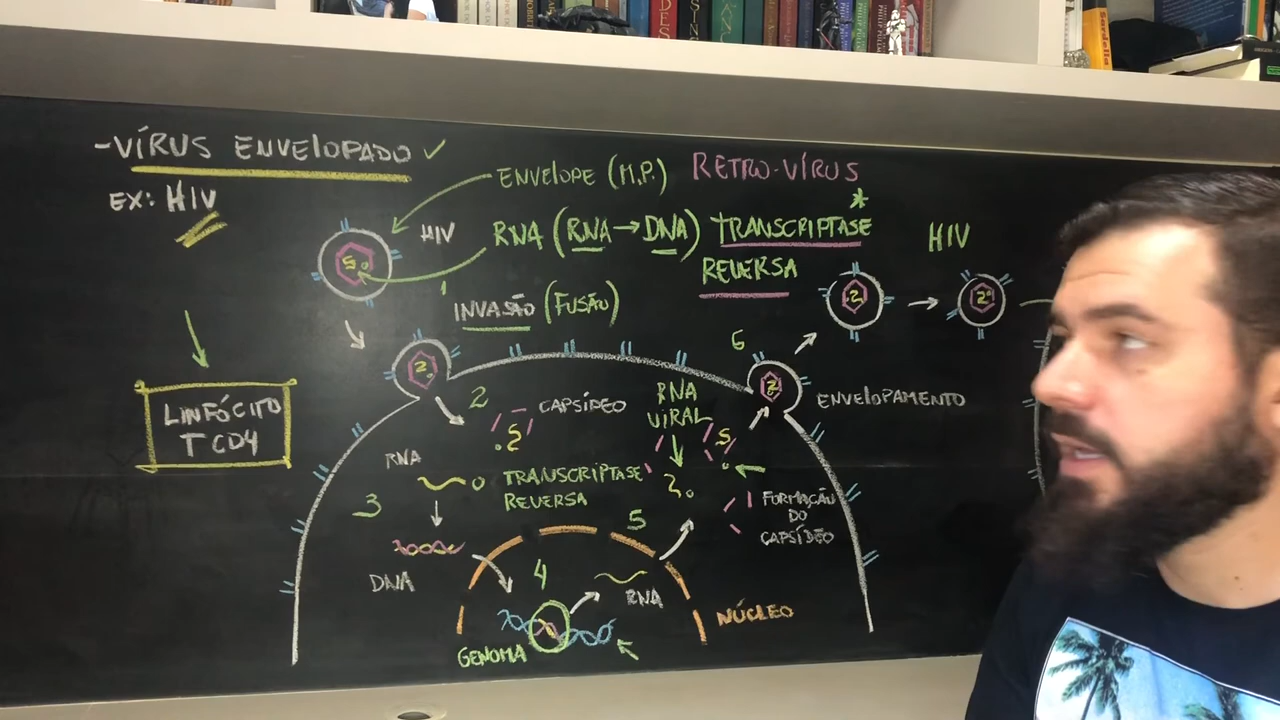 -VÍRUS ENVELOPADO ✓
EX: HIV
ENVELOPE (M.P.)
RETRO-VÍRUS
HIV
RNA (RNA→DNA)
TRANSCRIPTASE *
REVERSA
HIV
1
INVASÃO (FUSÃO)
LINFÓCITO
T CD4
2
CAPSÍDEO
RNA
VIRAL
6
ENVELOPAMENTO
RNA
TRANSCRIPTASE
REVERSA
3
DNA
5
FORMAÇÃO
DO
CAPSÍDEO
4
RNA
NÚCLEO
GENOMA